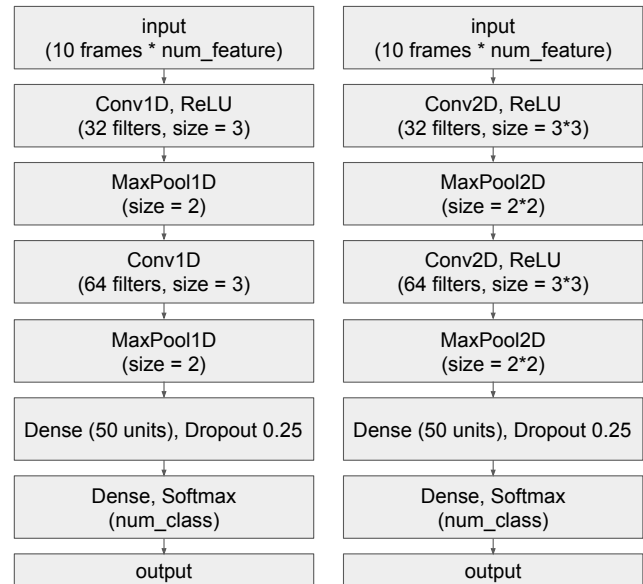 input
(10 frames * num_feature)
Conv1D, ReLU
(32 filters, size = 3)
MaxPool1D
(size = 2)
Conv1D
(64 filters, size = 3)
MaxPool1D
(size = 2)
Dense (50 units), Dropout 0.25
Dense, Softmax
(num_class)
output
input
(10 frames * num_feature)
Conv2D, ReLU
(32 filters, size = 3*3)
MaxPool2D
(size = 2*2)
Conv2D, ReLU
(64 filters, size = 3*3)
MaxPool2D
(size = 2*2)
Dense (50 units), Dropout 0.25
Dense, Softmax
(num_class)
output